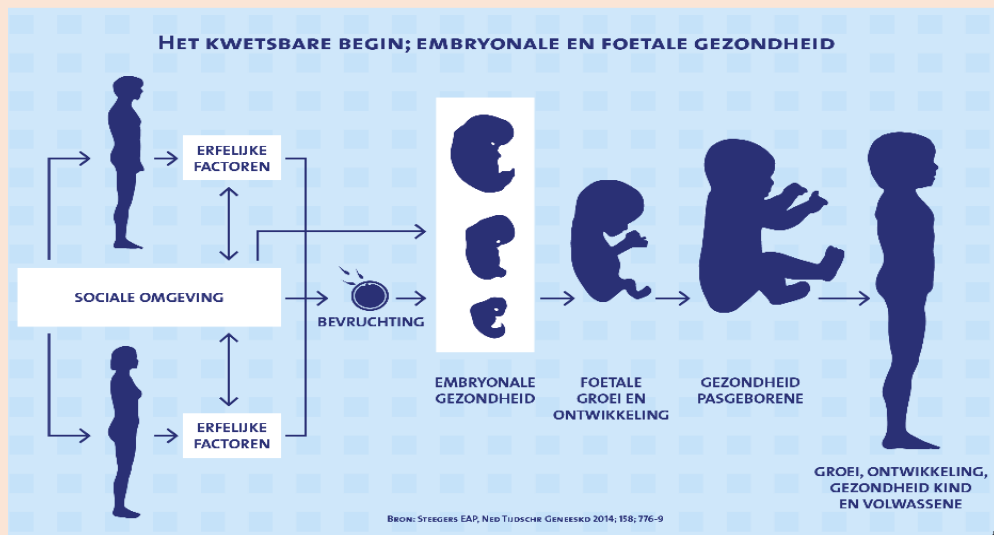 HET KWETSBARE BEGIN; EMBRYONALE EN FOETALE GEZONDHEID
ERFELIJKE
FACTOREN
SOCIALE OMGEVING
BEVRUCHTING
ERFELIJKE
FACTOREN
EMBRYONALE
GEZONDHEID
FOETALE
GROEI EN
ONTWIKKELING
GEZONDHEID
PASGEBORENE
GROEI, ONTWIKKELING,
GEZONDHEID KIND
EN VOLWASSENE
BRON: STEEGERS EAP, NED TIJDSCHR GENEESKD 2014; 158; 776-9